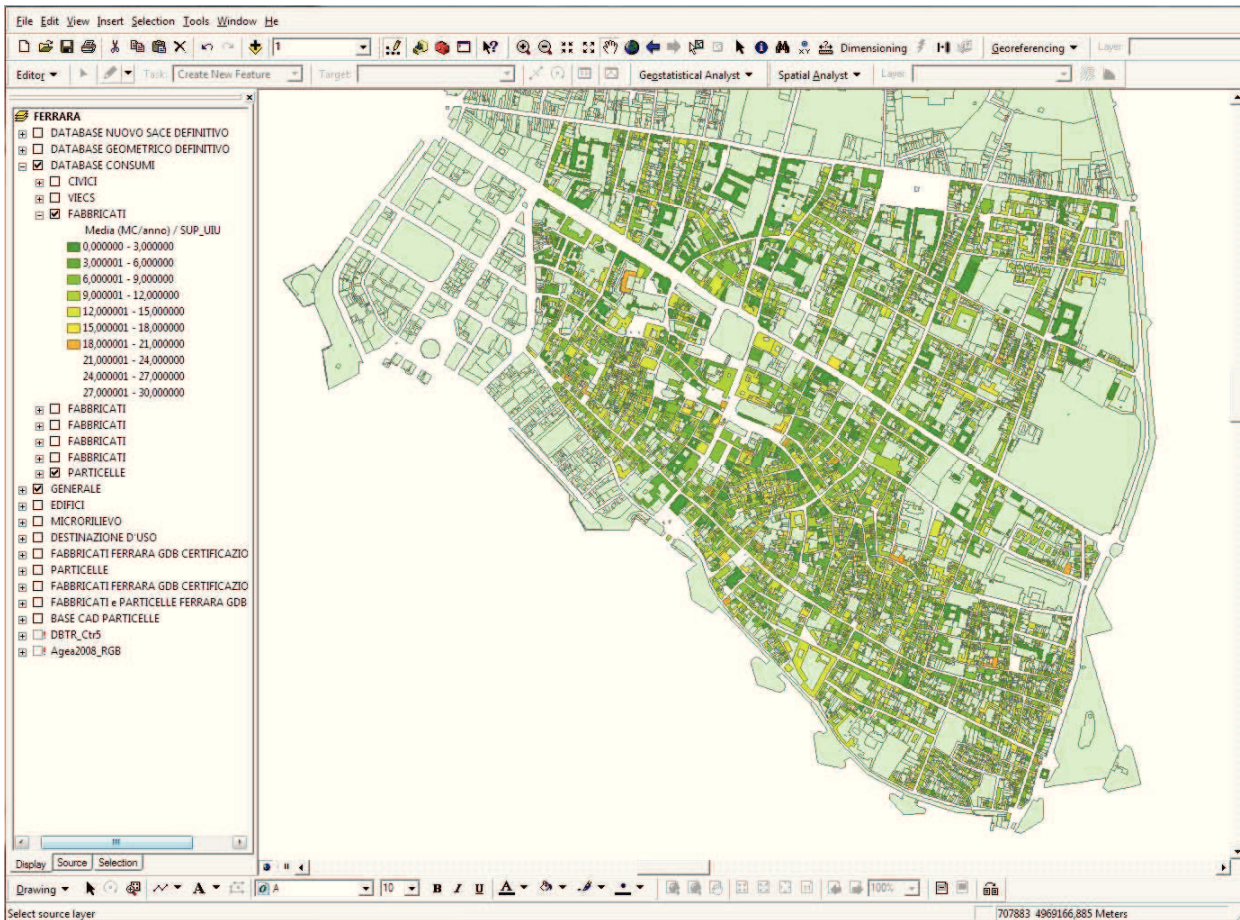 File Edit View Insert Selection Tools Window He
1 Dimensioning Georeferencing Layer
Editor Task: Create New Feature Target: Geostatistical Analyst Spatial Analyst Layer:
FERRARA
DATABASE NUOVO SACE DEFINITIVO
DATABASE GEOMETRICO DEFINITIVO
DATABASE CONSUMI
CIVICI
VIECS
FABBRICATI
Media (MC/anno) / SUP_UIU
0,000000 - 3,000000
3,000001 - 6,000000
6,000001 - 9,000000
9,000001 - 12,000000
12,000001 - 15,000000
15,000001 - 18,000000
18,000001 - 21,000000
21,000001 - 24,000000
24,000001 - 27,000000
27,000001 - 30,000000
FABBRICATI
FABBRICATI
FABBRICATI
FABBRICATI
PARTICELLE
GENERALE
EDIFICI
MICRORILIEVO
DESTINAZIONE D'USO
FABBRICATI FERRARA GDB CERTIFICAZIO
PARTICELLE
FABBRICATI FERRARA GDB CERTIFICAZIO
FABBRICATI e PARTICELLE FERRARA GDB
BASE CAD PARTICELLE
DBTR_Ctr5
Agea2008_RGB
Display Source Selection
Drawing A A 10 B I U A 100%
Select source layer 707883 4969166,885 Meters